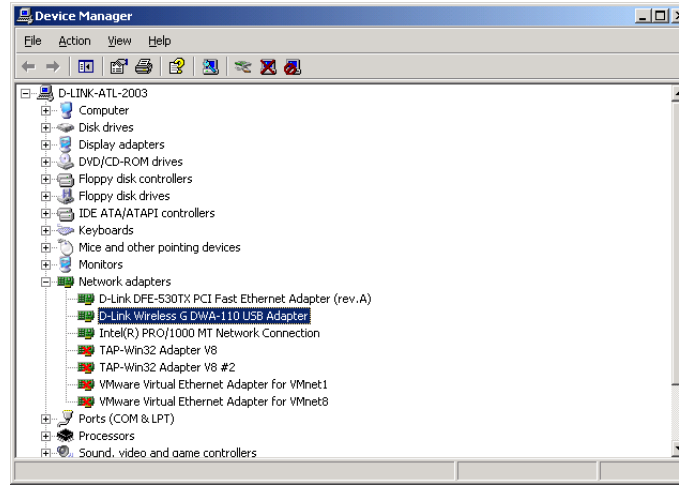 Device Manager
File Action View Help
D-LINK-ATL-2003
Computer
Disk drives
Display adapters
DVD/CD-ROM drives
Floppy disk controllers
Floppy disk drives
IDE ATA/ATAPI controllers
Keyboards
Mice and other pointing devices
Monitors
Network adapters
D-Link DFE-530TX PCI Fast Ethernet Adapter (rev.A)
D-Link Wireless G DWA-110 USB Adapter
Intel(R) PRO/1000 MT Network Connection
TAP-Win32 Adapter V8
TAP-Win32 Adapter V8 #2
VMware Virtual Ethernet Adapter for VMnet1
VMware Virtual Ethernet Adapter for VMnet8
Ports (COM & LPT)
Processors
Sound, video and game controllers